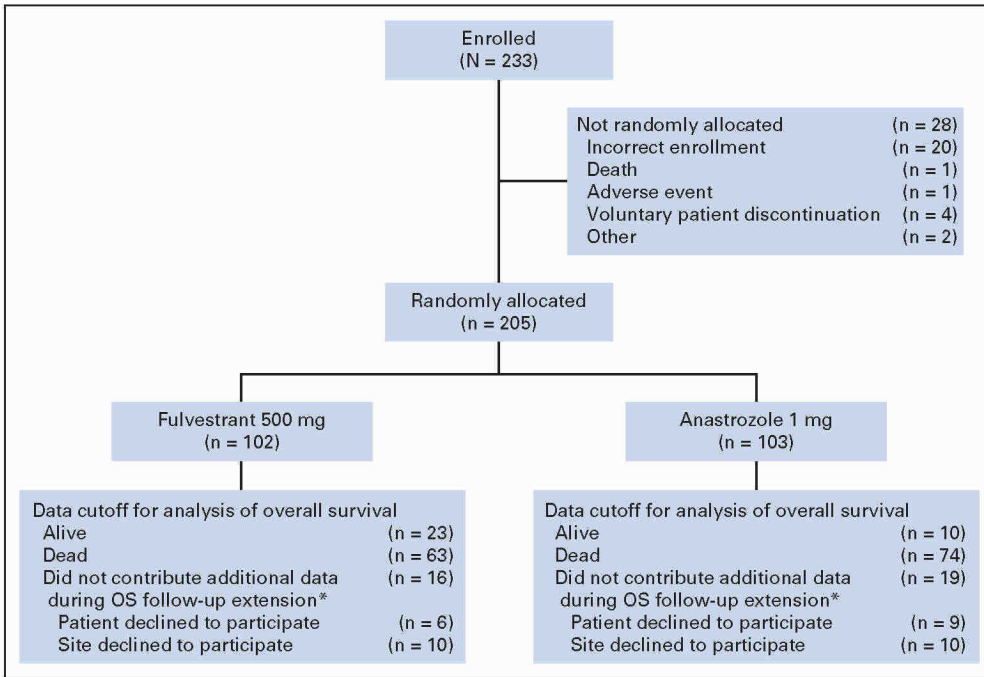 Enrolled
(N = 233)
Not randomly allocated (n = 28)
Incorrect enrollment (n = 20)
Death (n = 1)
Adverse event (n = 1)
Voluntary patient discontinuation (n = 4)
Other (n = 2)
Randomly allocated
(n = 205)
Fulvestrant 500 mg
(n = 102)
Anastrozole 1 mg
(n = 103)
Data cutoff for analysis of overall survival
Alive (n = 23)
Dead (n = 63)
Did not contribute additional data (n = 16)
during OS follow-up extension*
Patient declined to participate (n = 6)
Site declined to participate (n = 10)
Data cutoff for analysis of overall survival
Alive (n = 10)
Dead (n = 74)
Did not contribute additional data (n = 19)
during OS follow-up extension*
Patient declined to participate (n = 9)
Site declined to participate (n = 10)